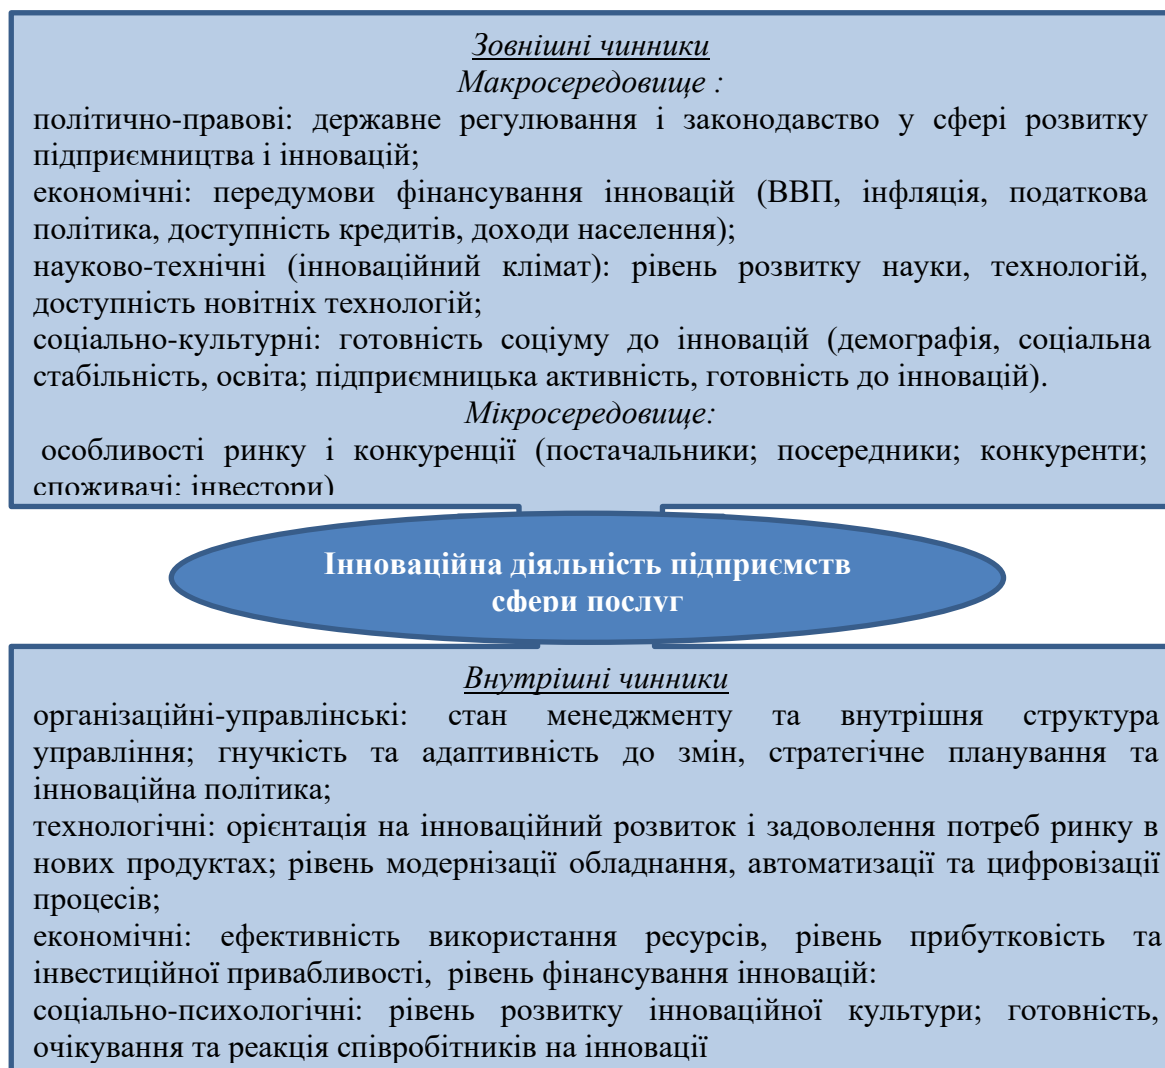 Зовнішні чинники
Макросередовище :
політично-правові: державне регулювання і законодавство у сфері розвитку
підприємництва і інновацій;
економічні: передумови фінансування інновацій (ВВП, інфляція, податкова
політика, доступність кредитів, доходи населення);
науково-технічні (інноваційний клімат): рівень розвитку науки, технологій,
доступність новітніх технологій;
соціально-культурні: готовність соціуму до інновацій (демографія, соціальна
стабільність, освіта; підприємницька активність, готовність до інновацій).
Мікросередовище:
особливості ринку і конкуренції (постачальники; посередники; конкуренти;
споживачі; інвестори)
Інноваційна діяльність підприємств
сфери послуг
Внутрішні чинники
організаційні-управлінські: стан менеджменту та внутрішня структура
управління; гнучкість та адаптивність до змін, стратегічне планування та
інноваційна політика;
технологічні: орієнтація на інноваційний розвиток і задоволення потреб ринку в
нових продуктах; рівень модернізації обладнання, автоматизації та цифровізації
процесів;
економічні: ефективність використання ресурсів, рівень прибутковість та
інвестиційної привабливості, рівень фінансування інновацій:
соціально-психологічні: рівень розвитку інноваційної культури; готовність,
очікування та реакція співробітників на інновації